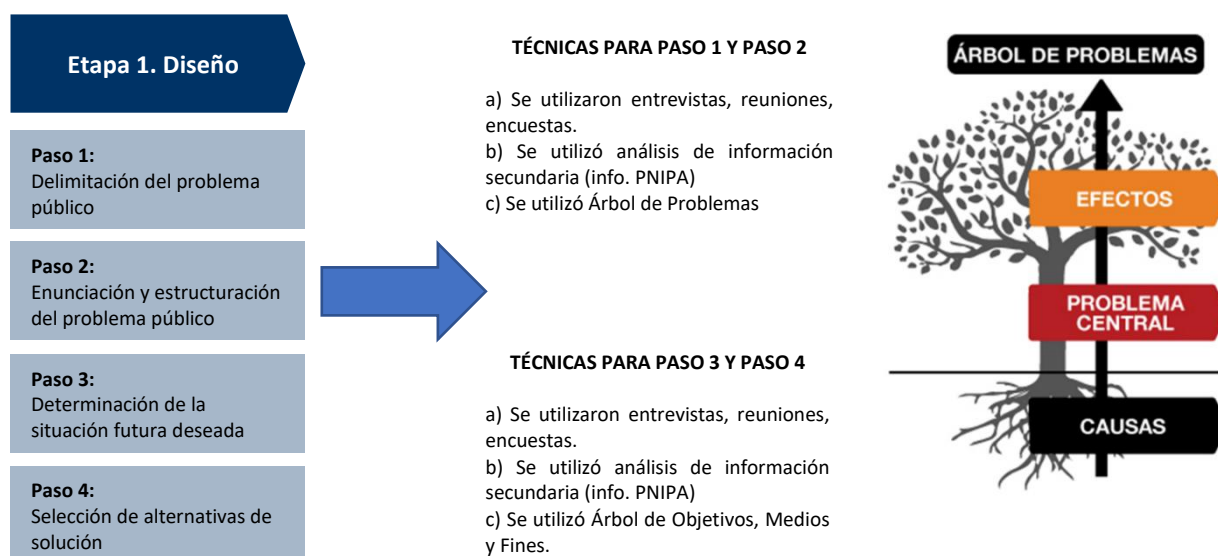 Etapa 1. Diseño
Paso 1:
Delimitación del problema
público
Paso 2:
Enunciación y estructuración
del problema público
Paso 3:
Determinación de la
situación futura deseada
Paso 4:
Selección de alternativas de
solución
TÉCNICAS PARA PASO 1 Y PASO 2
a) Se utilizaron entrevistas, reuniones,
encuestas.
b) Se utilizó análisis de información
secundaria (info. PNIPA)
c) Se utilizó Árbol de Problemas
TÉCNICAS PARA PASO 3 Y PASO 4
a) Se utilizaron entrevistas, reuniones,
encuestas.
b) Se utilizó análisis de información
secundaria (info. PNIPA)
c) Se utilizó Árbol de Objetivos, Medios
y Fines.
ÁRBOL DE PROBLEMAS
EFECTOS
PROBLEMA
CENTRAL
CAUSAS